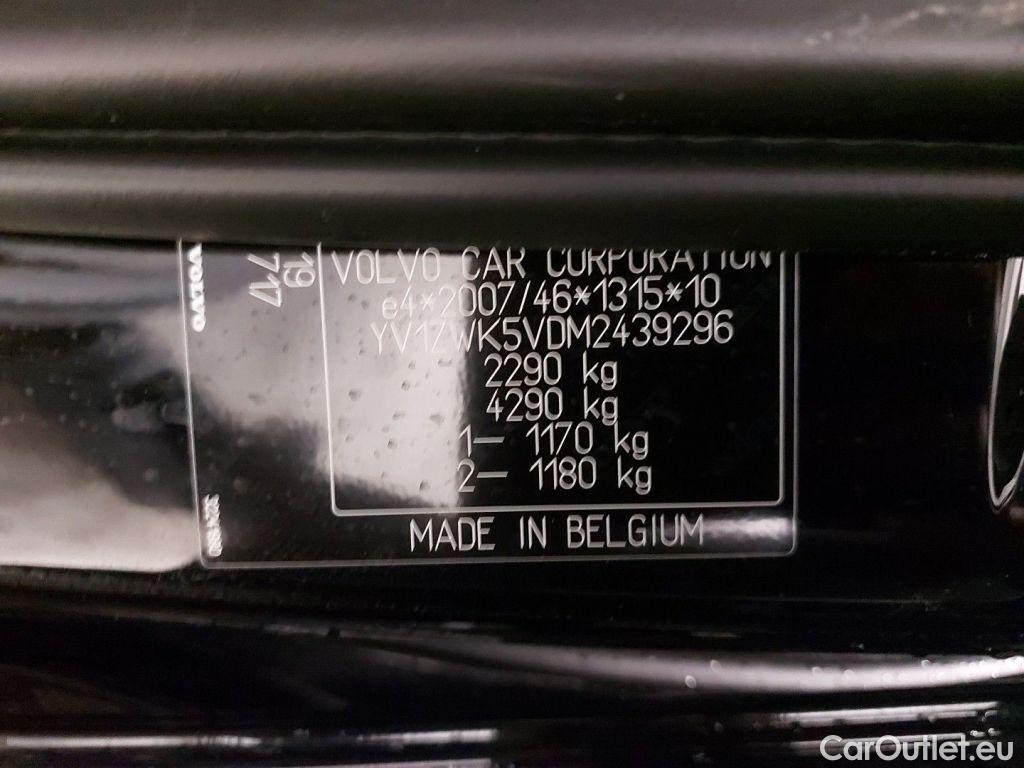 VOLVO CAR CORPORATION
e4*2007/46*1315*10
YV1ZWK5VDM2439296
2290 kg
4290 kg
1– 1170 kg
2– 1180 kg
MADE IN BELGIUM
VOLVO
717
19
CarOutlet.eu